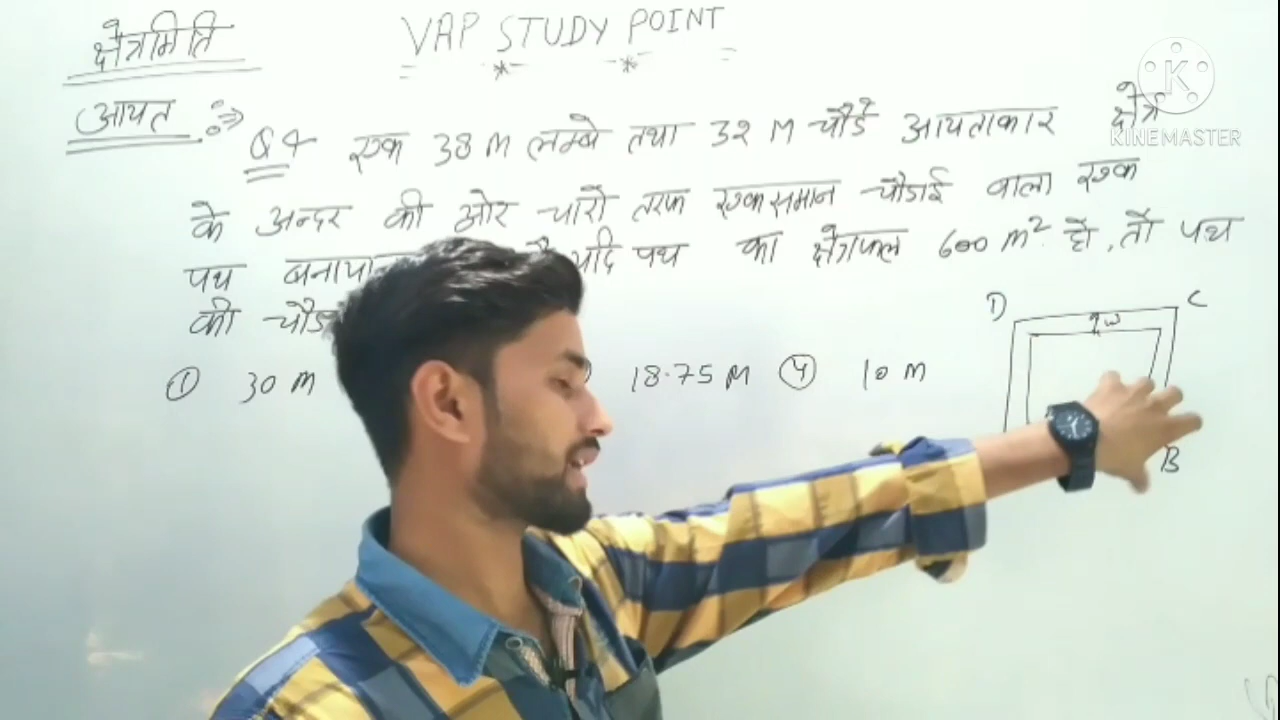 क्षेत्रमिति
VAP STUDY POINT
KINEMASTER
आयत :⇒
Q4 एक 38 M लम्बे तथा 32 M चौडे आयताकार क्षेत्र
के अन्दर की ओर चारो तरफ एकसमान चौडाई वाला एक
पथ यदि पथ का क्षेत्रफल 600 M² हो, तो पथ
की
① 30 M 18.75 M ④ 10 M
D C
w
B